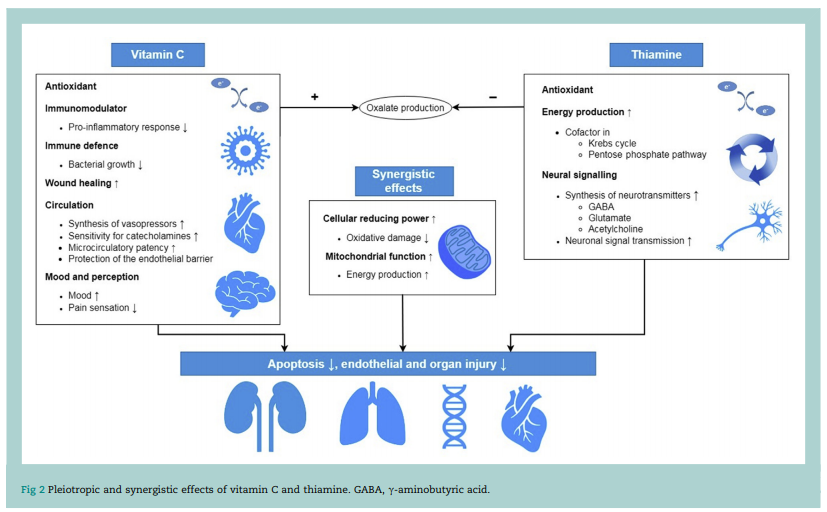 Vitamin C
Antioxidant
e⁻
e⁻
Immunomodulator
Pro-inflammatory response ↓
Immune defence
Bacterial growth ↓
Wound healing ↑
Circulation
Synthesis of vasopressors ↑
Sensitivity for catecholamines ↑
Microcirculatory patency ↑
Protection of the endothelial barrier
Mood and perception
Mood ↑
Pain sensation ↓
+
Oxalate production
−
Synergistic
effects
Cellular reducing power ↑
Oxidative damage ↓
Mitochondrial function ↑
Energy production ↑
Thiamine
Antioxidant
e⁻
e⁻
Energy production ↑
Cofactor in
Krebs cycle
Pentose phosphate pathway
Neural signalling
Synthesis of neurotransmitters ↑
GABA
Glutamate
Acetylcholine
Neuronal signal transmission ↑
Apoptosis ↓, endothelial and organ injury ↓
Fig 2 Pleiotropic and synergistic effects of vitamin C and thiamine. GABA, γ-aminobutyric acid.